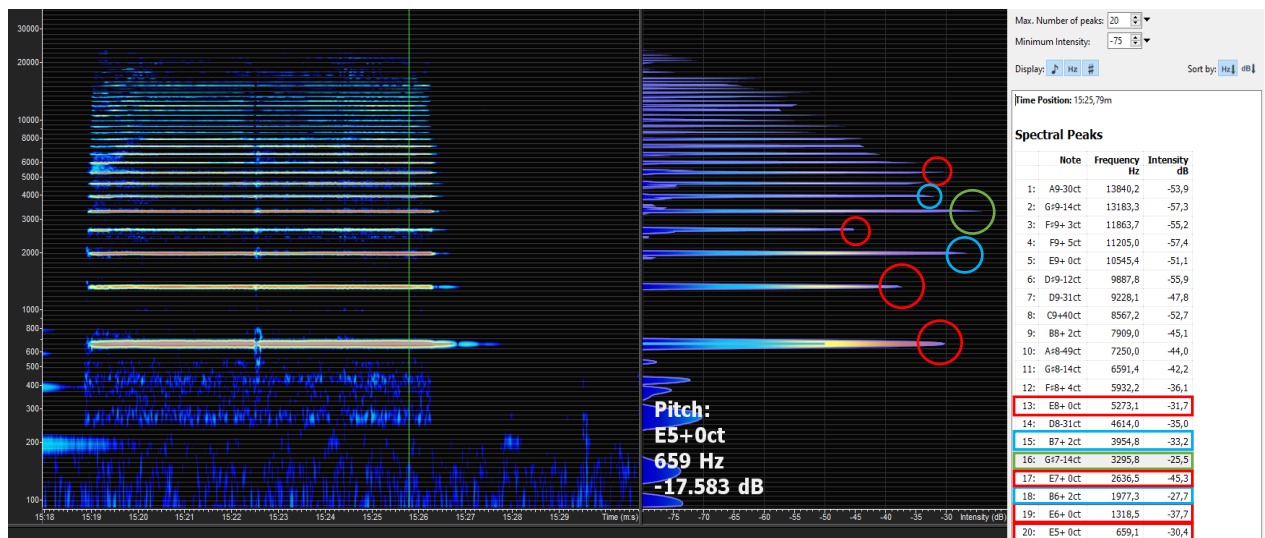 Max. Number of peaks: 20
Minimum Intensity: -75
Display: ♪ Hz # Sort by: Hz↓ dB↓
Time Position: 15:25,79m
Spectral Peaks
Note Frequency Hz Intensity dB
1: A9-30ct 13840,2 -53,9
2: G#9-14ct 13183,3 -57,3
3: F#9+ 3ct 11863,7 -55,2
4: F9+ 5ct 11205,0 -57,4
5: E9+ 0ct 10545,4 -51,1
6: D#9-12ct 9887,8 -55,9
7: D9-31ct 9228,1 -47,8
8: C9+40ct 8567,2 -52,7
9: B8+ 2ct 7909,0 -45,1
10: A#8-49ct 7250,0 -44,0
11: G#8-14ct 6591,4 -42,2
12: F#8+ 4ct 5932,2 -36,1
13: E8+ 0ct 5273,1 -31,7
14: D8-31ct 4614,0 -35,0
15: B7+ 2ct 3954,8 -33,2
16: G#7-14ct 3295,8 -25,5
17: E7+ 0ct 2636,5 -45,3
18: B6+ 2ct 1977,3 -27,7
19: E6+ 0ct 1318,5 -37,7
20: E5+ 0ct 659,1 -30,4
30000
20000
10000
8000
6000
5000
4000
3000
2000
1000
800
600
500
400
300
200
100
15:18 15:19 15:20 15:21 15:22 15:23 15:24 15:25 15:26 15:27 15:28 15:29 Time (m:s)
Pitch:
E5+0ct
659 Hz
-17.583 dB
-75 -70 -65 -60 -55 -50 -45 -40 -35 -30 Intensity (dB)